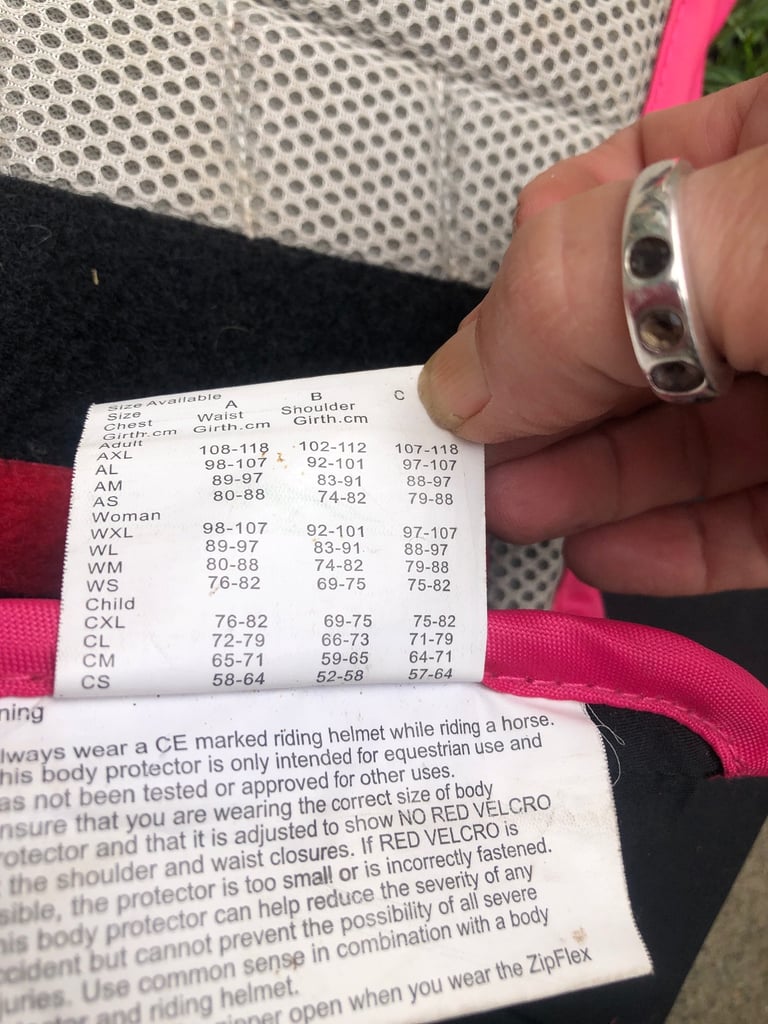 Size Available
Size A B C
Chest Waist Shoulder
Girth.cm Girth.cm Girth.cm
Adult
AXL 108-118 102-112 107-118
AL 98-107 92-101 97-107
AM 89-97 83-91 88-97
AS 80-88 74-82 79-88
Woman
WXL 98-107 92-101 97-107
WL 89-97 83-91 88-97
WM 80-88 74-82 79-88
WS 76-82 69-75 75-82
Child
CXL 76-82 69-75 75-82
CL 72-79 66-73 71-79
CM 65-71 59-65 64-71
CS 58-64 52-58 57-64
ning
lways wear a CE marked riding helmet while riding a horse.
his body protector is only intended for equestrian use and
as not been tested or approved for other uses.
nsure that you are wearing the correct size of body
rotector and that it is adjusted to show NO RED VELCRO
the shoulder and waist closures. If RED VELCRO is
sible, the protector is too small or is incorrectly fastened.
his body protector can help reduce the severity of any
ccident but cannot prevent the possibility of all severe
juries. Use common sense in combination with a body
and riding helmet.
open when you wear the ZipFlex